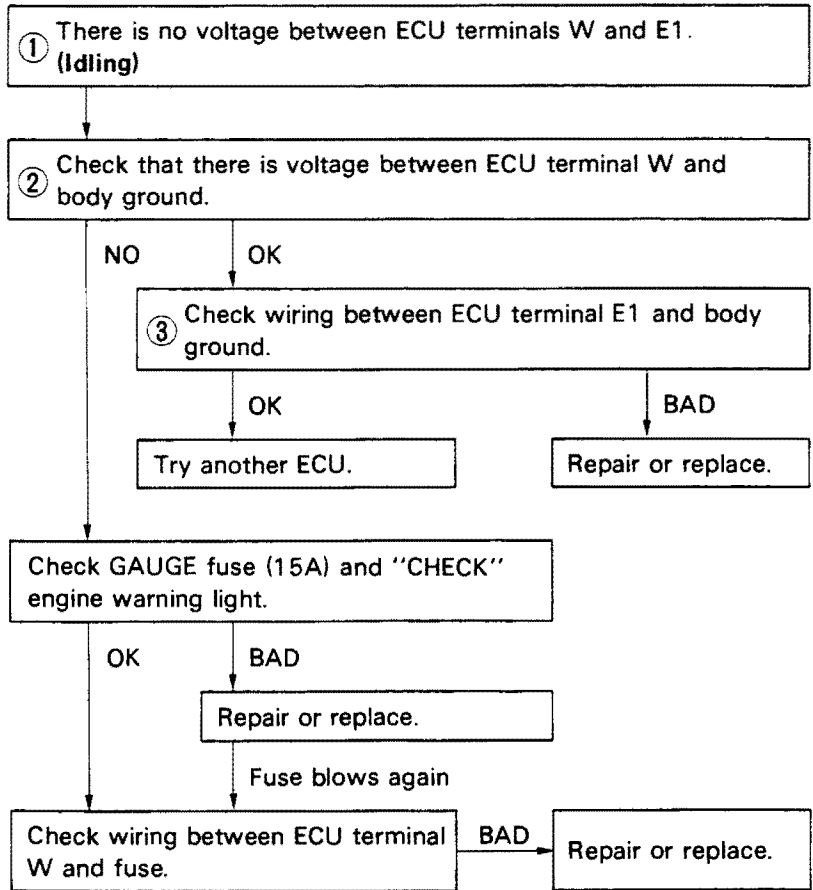 ① There is no voltage between ECU terminals W and E1.
(Idling)
② Check that there is voltage between ECU terminal W and
body ground.
NO
OK
③ Check wiring between ECU terminal E1 and body
ground.
OK
BAD
Try another ECU.
Repair or replace.
Check GAUGE fuse (15A) and "CHECK"
engine warning light.
OK
BAD
Repair or replace.
Fuse blows again
Check wiring between ECU terminal
W and fuse.
BAD
Repair or replace.